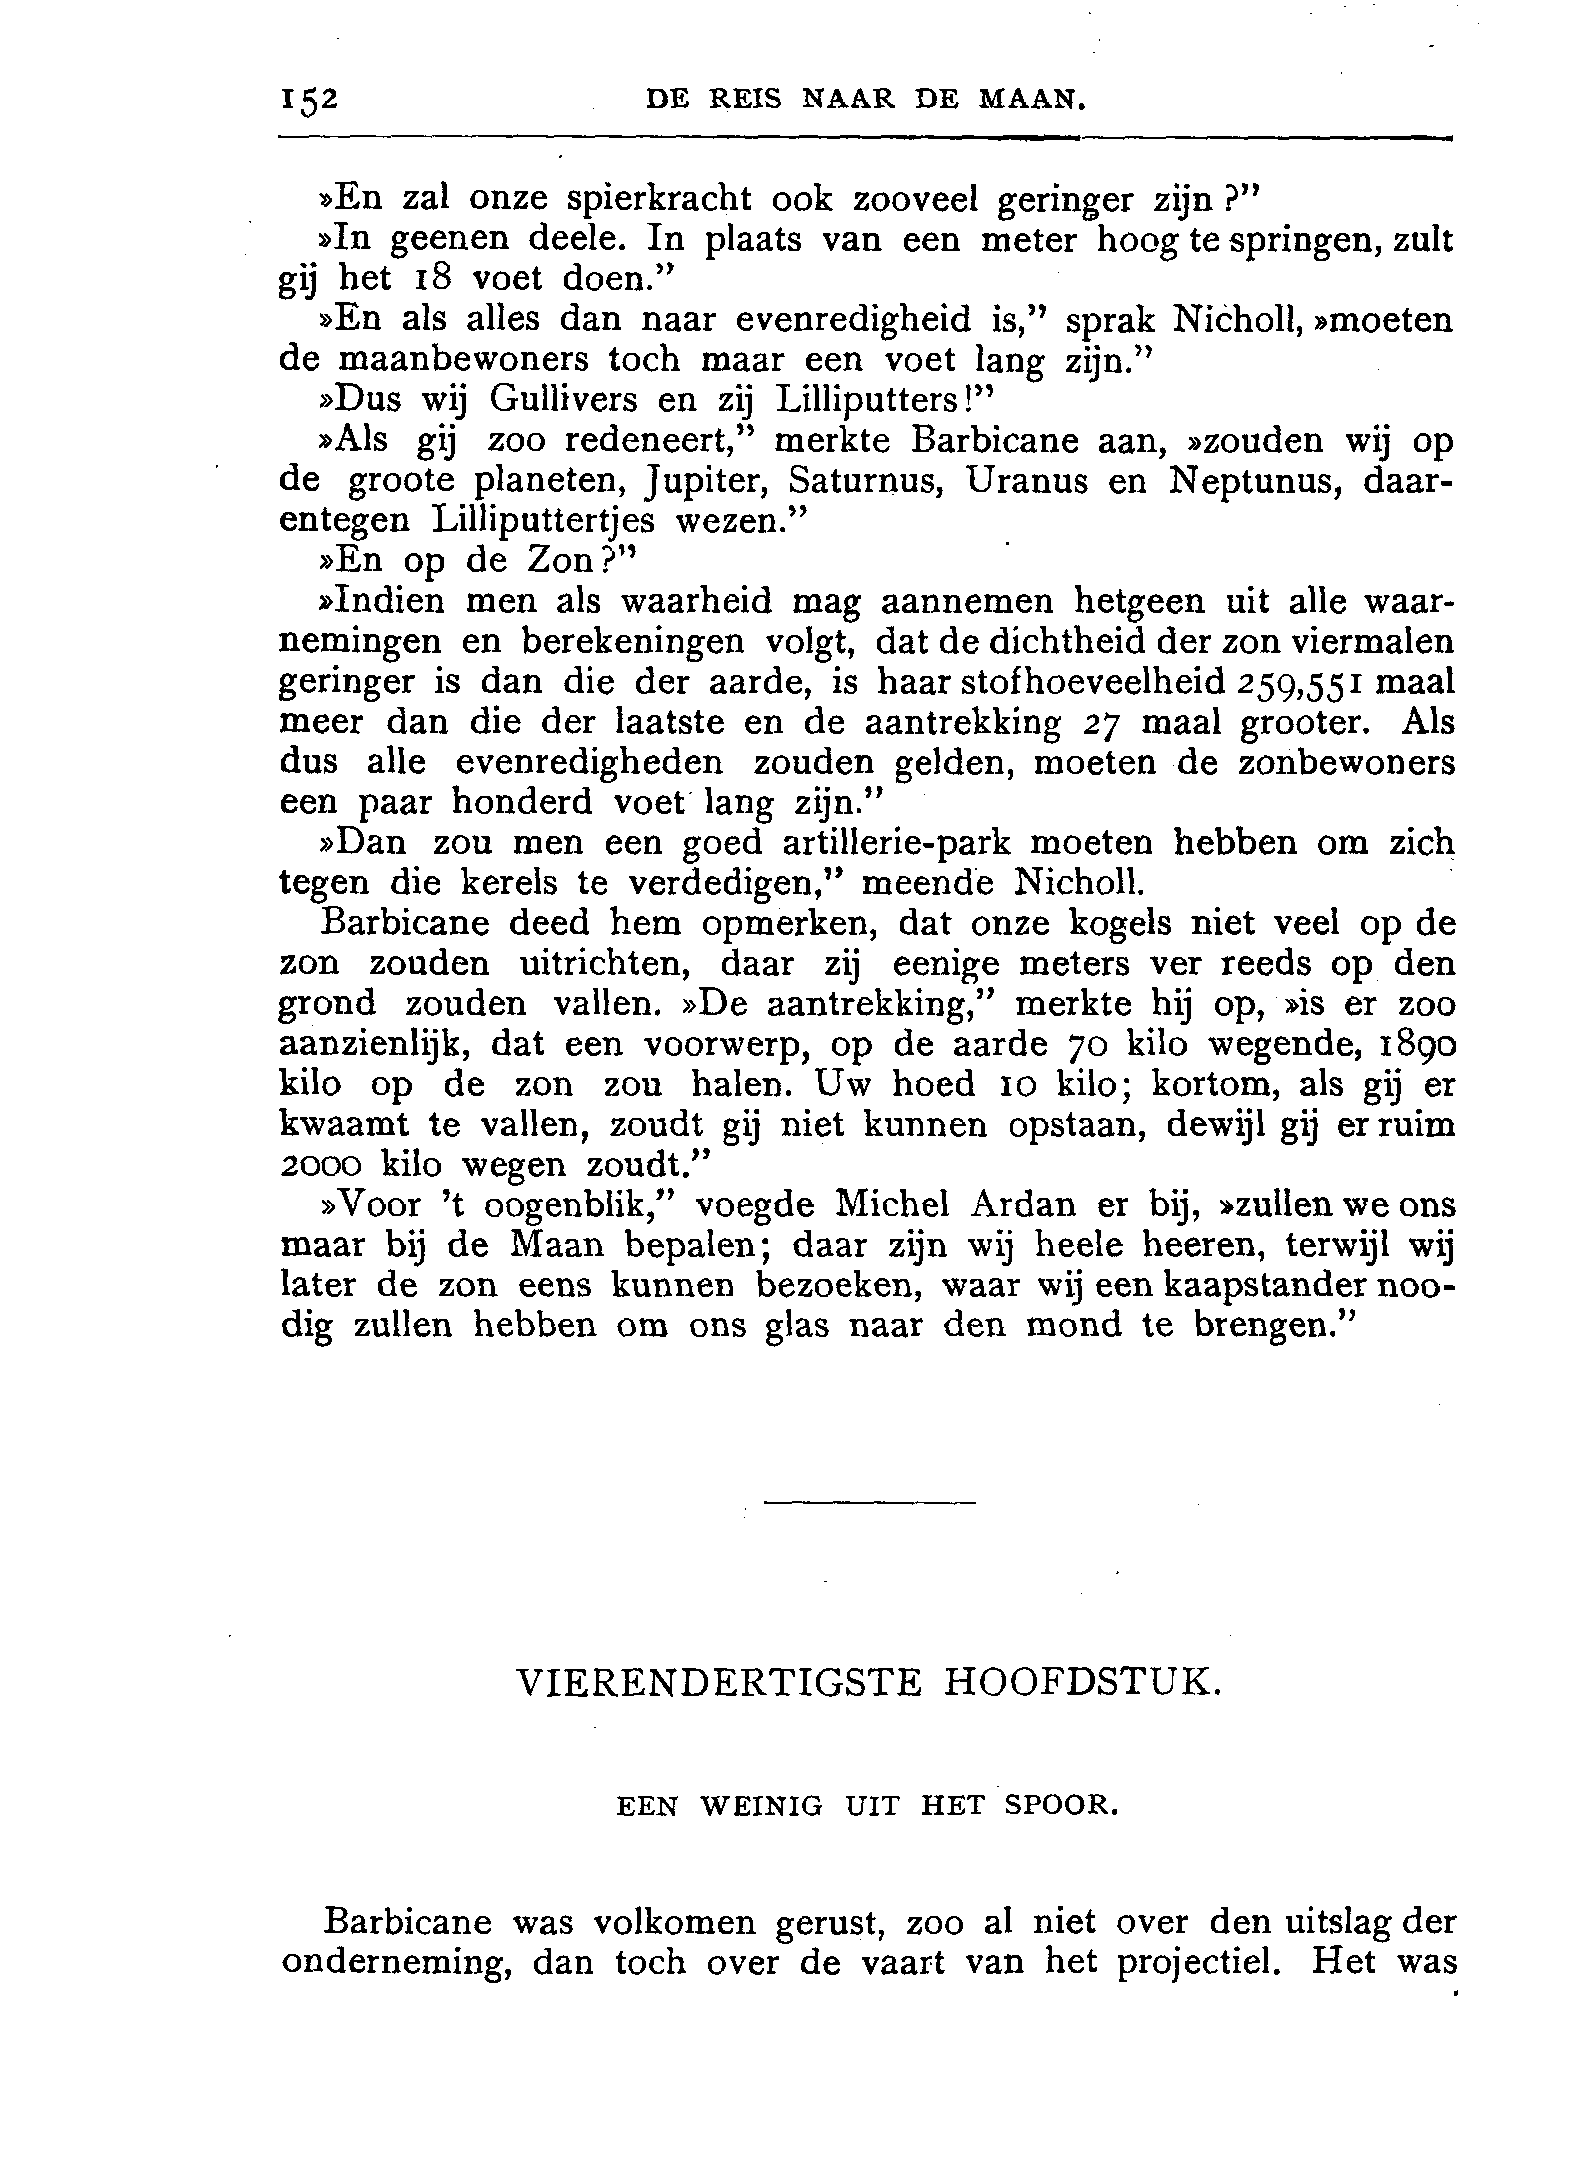 152 DE REIS NAAR DE MAAN.
»En zal onze spierkracht ook zooveel geringer zijn?”
»In geenen deele. In plaats van een meter hoog te springen, zult
gij het 18 voet doen.”
»En als alles dan naar evenredigheid is,” sprak Nicholl, »moeten
de maanbewoners toch maar een voet lang zijn.”
»Dus wij Gullivers en zij Lilliputters!”
»Als gij zoo redeneert,” merkte Barbicane aan, »zouden wij op
de groote planeten, Jupiter, Saturnus, Uranus en Neptunus, daar-
entegen Lilliputtertjes wezen.”
»En op de Zon?”
»Indien men als waarheid mag aannemen hetgeen uit alle waar-
nemingen en berekeningen volgt, dat de dichtheid der zon viermalen
geringer is dan die der aarde, is haar stofhoeveelheid 259,551 maal
meer dan die der laatste en de aantrekking 27 maal grooter. Als
dus alle evenredigheden zouden gelden, moeten de zonbewoners
een paar honderd voet lang zijn.”
»Dan zou men een goed artillerie-park moeten hebben om zich
tegen die kerels te verdedigen,” meende Nicholl.
Barbicane deed hem opmerken, dat onze kogels niet veel op de
zon zouden uitrichten, daar zij eenige meters ver reeds op den
grond zouden vallen. »De aantrekking,” merkte hij op, »is er zoo
aanzienlijk, dat een voorwerp, op de aarde 70 kilo wegende, 1890
kilo op de zon zou halen. Uw hoed 10 kilo; kortom, als gij er
kwaamt te vallen, zoudt gij niet kunnen opstaan, dewijl gij er ruim
2000 kilo wegen zoudt.”
»Voor ’t oogenblik,” voegde Michel Ardan er bij, »zullen we ons
maar bij de Maan bepalen; daar zijn wij heele heeren, terwijl wij
later de zon eens kunnen bezoeken, waar wij een kaapstander noo-
dig zullen hebben om ons glas naar den mond te brengen.”
VIERENDERTIGSTE HOOFDSTUK.
EEN WEINIG UIT HET SPOOR.
Barbicane was volkomen gerust, zoo al niet over den uitslag der
onderneming, dan toch over de vaart van het projectiel. Het was